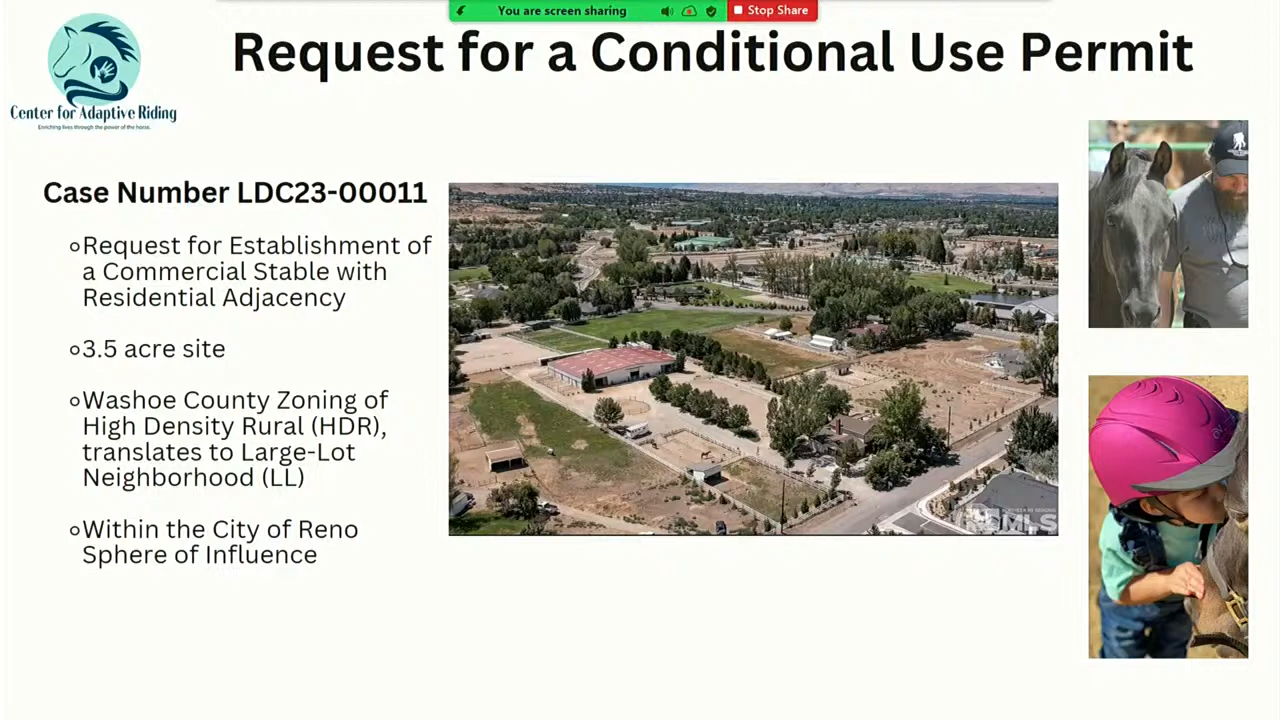 You are screen sharing
Stop Share
Request for a Conditional Use Permit
Center for Adaptive Riding
Enriching lives through the power of the horse.
Case Number LDC23-00011
Request for Establishment of
a Commercial Stable with
Residential Adjacency
3.5 acre site
Washoe County Zoning of
High Density Rural (HDR),
translates to Large-Lot
Neighborhood (LL)
Within the City of Reno
Sphere of Influence
MLS